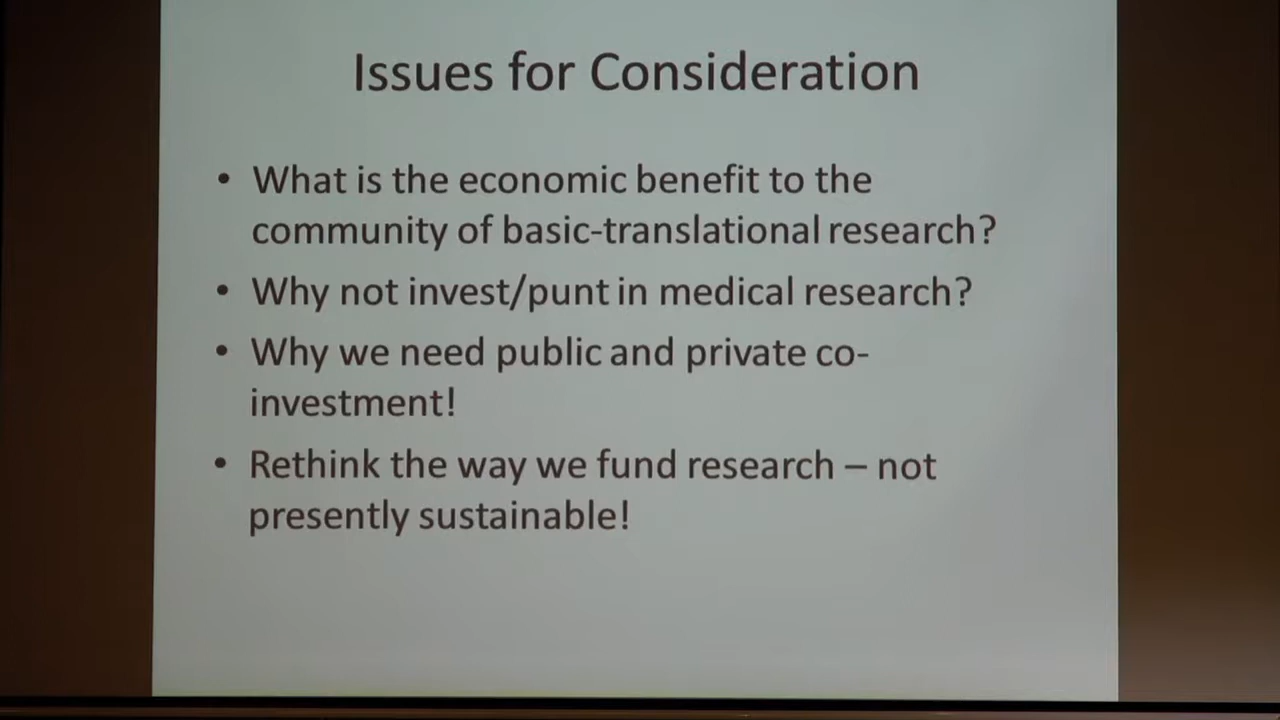 Issues for Consideration
• What is the economic benefit to the
community of basic-translational research?
• Why not invest/punt in medical research?
• Why we need public and private co-
investment!
• Rethink the way we fund research – not
presently sustainable!